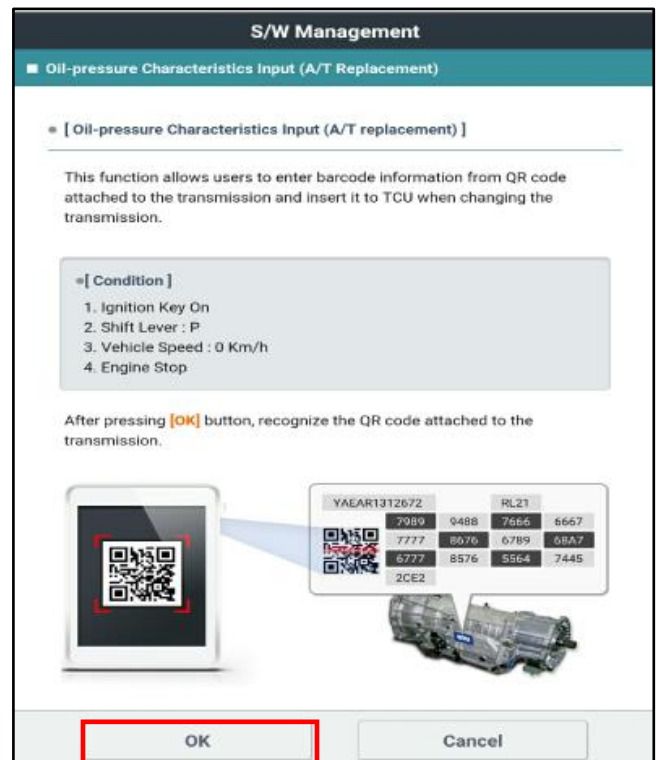 S/W Management
Oil-pressure Characteristics Input (A/T Replacement)
[ Oil-pressure Characteristics Input (A/T replacement) ]
This function allows users to enter barcode information from QR code
attached to the transmission and insert it to TCU when changing the
transmission.
[ Condition ]
1. Ignition Key On
2. Shift Lever : P
3. Vehicle Speed : 0 Km/h
4. Engine Stop
After pressing [OK] button, recognize the QR code attached to the
transmission.
YAEAR1312672 RL21
7989 9488 7666 6667
7777 8676 6789 68A7
6777 8576 5564 7445
2CE2
OK Cancel